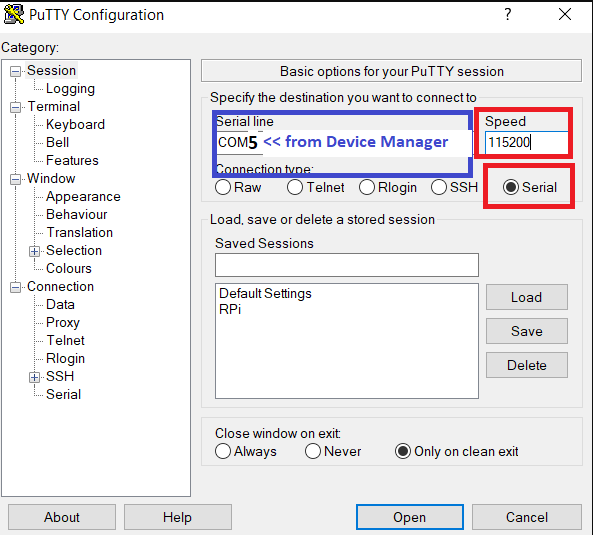 PuTTY Configuration
?
Category:
Session
Logging
Terminal
Keyboard
Bell
Features
Window
Appearance
Behaviour
Translation
Selection
Colours
Connection
Data
Proxy
Telnet
Rlogin
SSH
Serial
Basic options for your PuTTY session
Specify the destination you want to connect to
Serial line
Speed
COM5 << from Device Manager
115200
Connection type:
Raw Telnet Rlogin SSH Serial
Load, save or delete a stored session
Saved Sessions
Default Settings
RPi
Load
Save
Delete
Close window on exit:
Always Never Only on clean exit
About Help Open Cancel